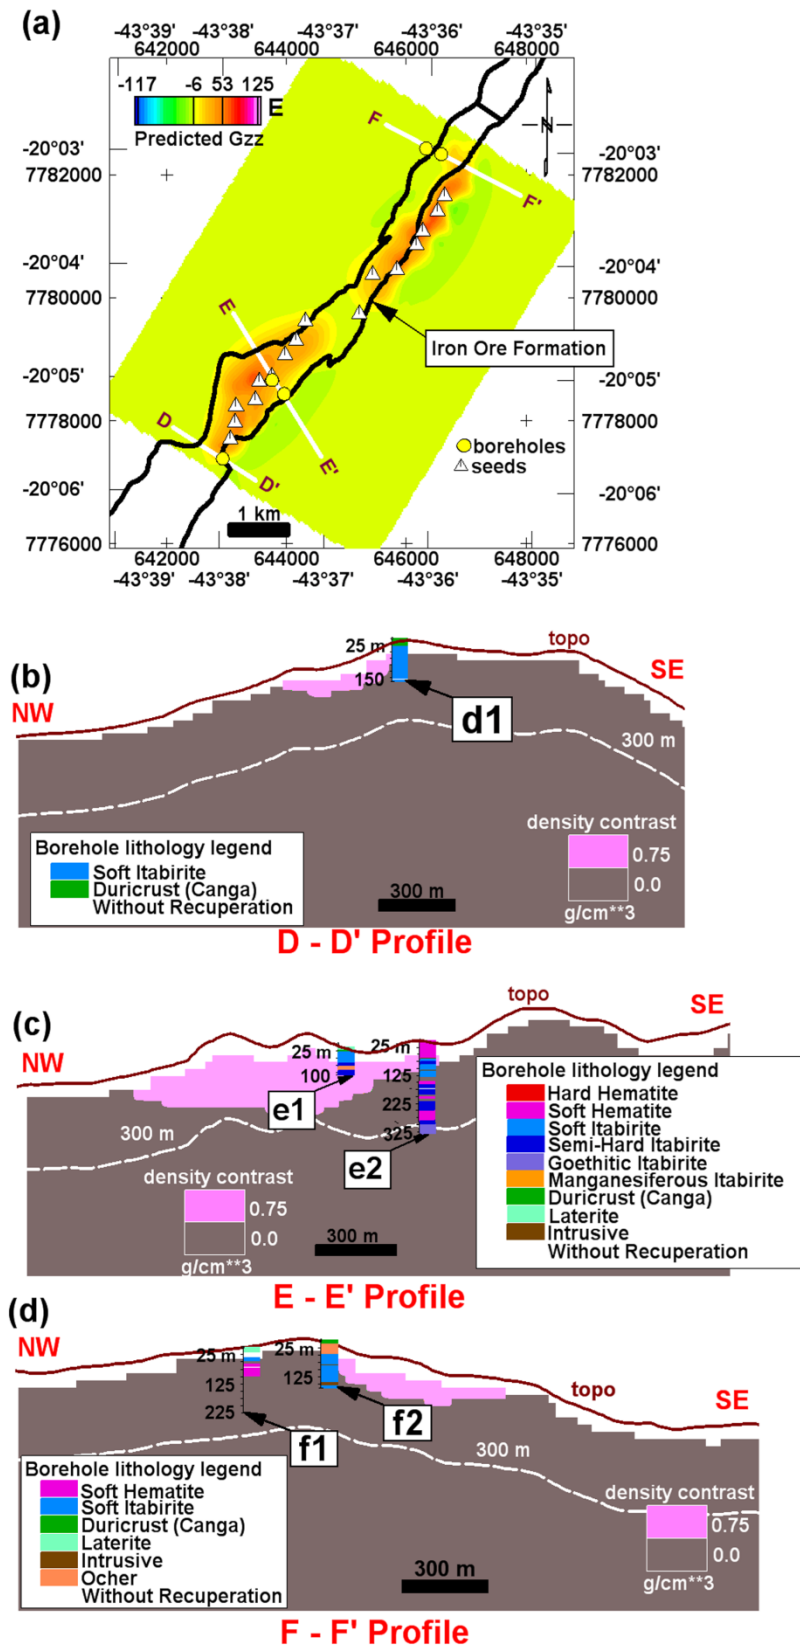 (a)
-43°39' -43°38' -43°37' -43°36' -43°35'
642000 644000 646000 648000
-117 -6 53 125 E
Predicted Gzz
F
N
-20°03'
-20°03'
7782000
7782000
F'
-20°04'
-20°04'
7780000
7780000
E
Iron Ore Formation
-20°05'
-20°05'
7778000
7778000
D
boreholes
E'
seeds
D'
-20°06'
-20°06'
1 km
7776000
7776000
642000 644000 646000 648000
-43°39' -43°38' -43°37' -43°36' -43°35'
(b)
topo
25 m
SE
150
NW
d1
300 m
density contrast
Borehole lithology legend
0.75
Soft Itabirite
Duricrust (Canga)
0.0
Without Recuperation
300 m
g/cm**3
D - D' Profile
(c)
topo
SE
NW
25 m
25 m
100
125
Borehole lithology legend
Hard Hematite
e1
225
Soft Hematite
Soft Itabirite
300 m
325
Semi-Hard Itabirite
e2
Goethitic Itabirite
density contrast
Manganesiferous Itabirite
Duricrust (Canga)
0.75
Laterite
300 m
Intrusive
0.0
Without Recuperation
g/cm**3
E - E' Profile
(d)
NW
25 m
25 m
125
125
topo
SE
225
f2
f1
300 m
Borehole lithology legend
density contrast
Soft Hematite
Soft Itabirite
Duricrust (Canga)
0.75
Laterite
Intrusive
0.0
Ocher
300 m
g/cm**3
Without Recuperation
F - F' Profile